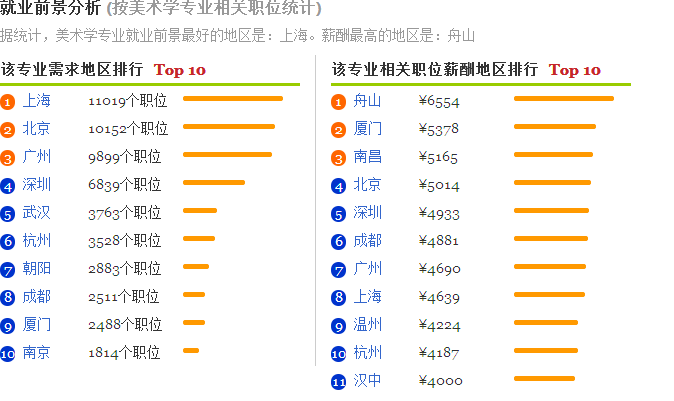 就业前景分析 (按美术学专业相关职位统计)
据统计，美术学专业就业前景最好的地区是：上海。薪酬最高的地区是：舟山
该专业需求地区排行 Top 10
1 上海 11019个职位
2 北京 10152个职位
3 广州 9899个职位
4 深圳 6839个职位
5 武汉 3763个职位
6 杭州 3528个职位
7 朝阳 2883个职位
8 成都 2511个职位
9 厦门 2488个职位
10 南京 1814个职位
该专业相关职位薪酬地区排行 Top 10
1 舟山 ¥6554
2 厦门 ¥5378
3 南昌 ¥5165
4 北京 ¥5014
5 深圳 ¥4933
6 成都 ¥4881
7 广州 ¥4690
8 上海 ¥4639
9 温州 ¥4224
10 杭州 ¥4187
11 汉中 ¥4000